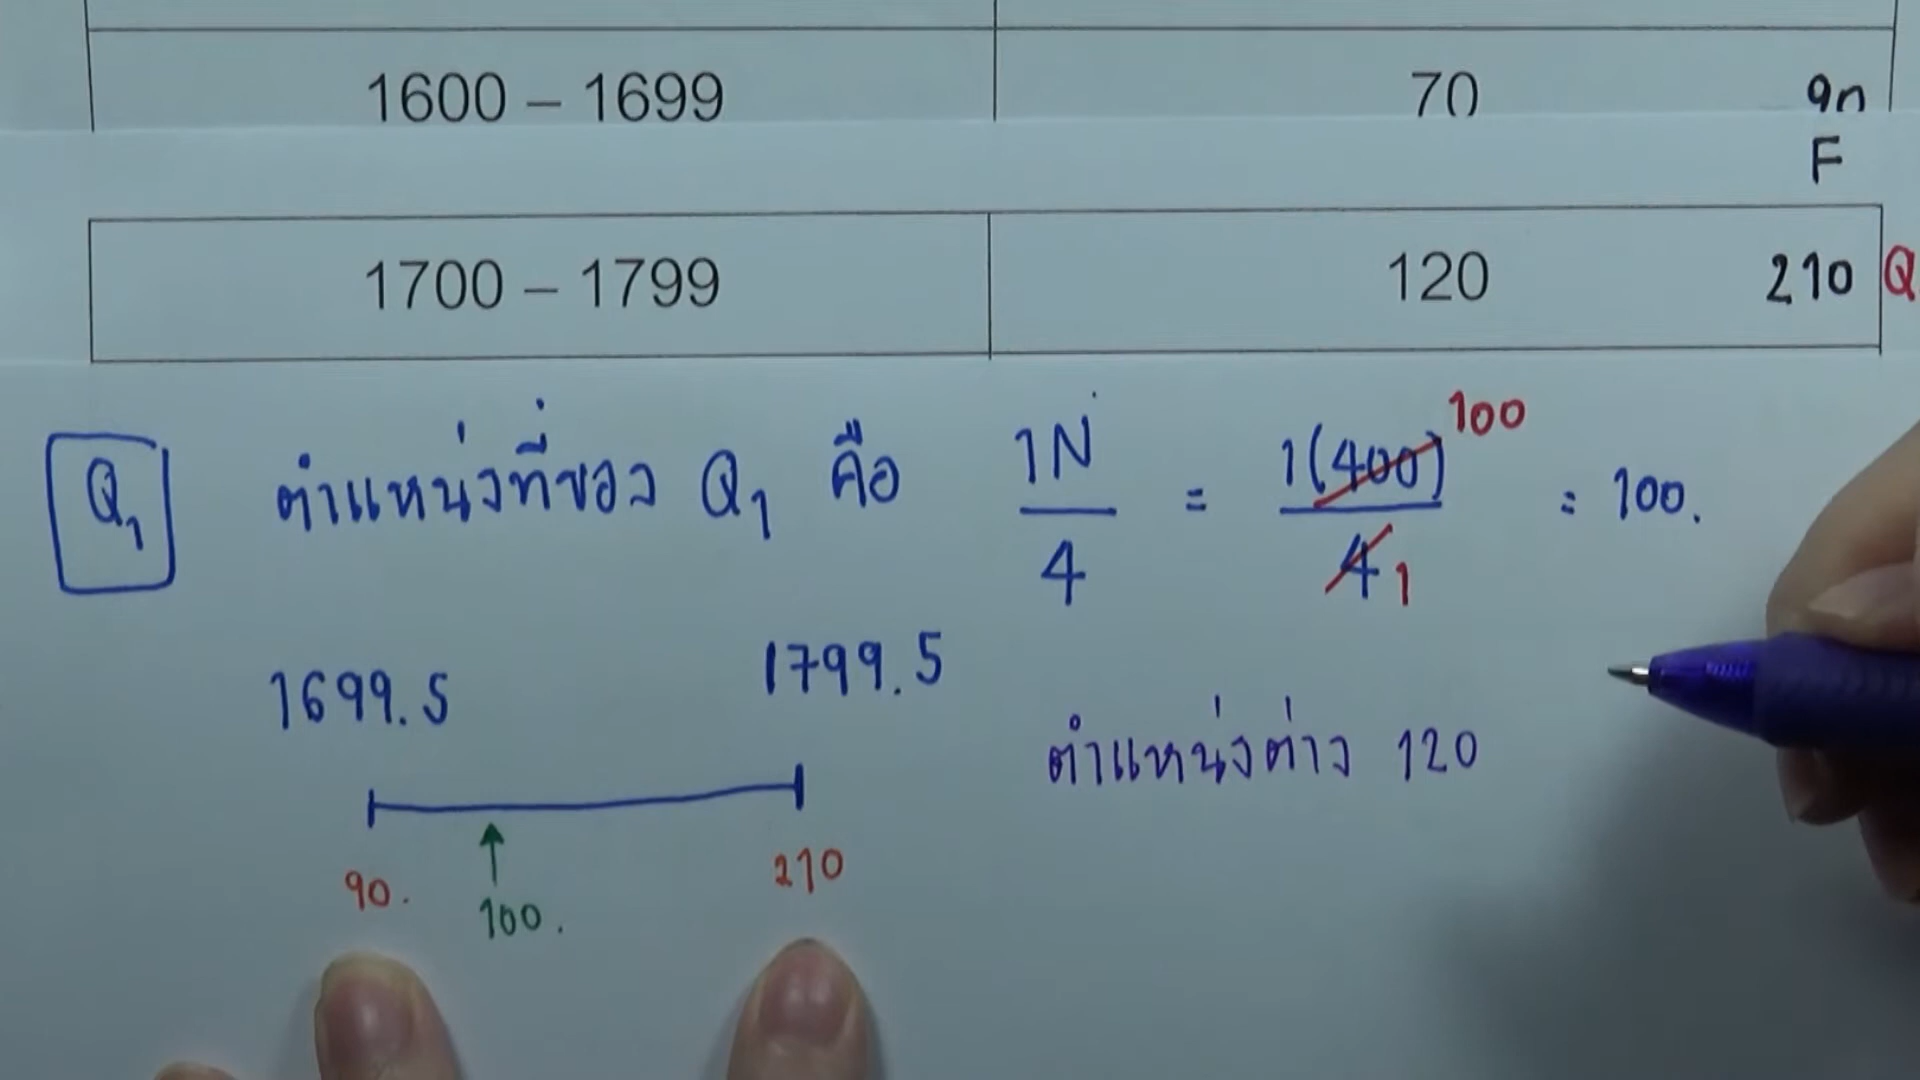 1600 – 1699 70 90
F
1700 – 1799 120 210 Q
Q1 ตำแหน่งที่ของ Q1 คือ 1N/4 = 1(400)/4 100 1 = 100.
1699.5 1799.5
ตำแหน่งต่าง 120
90. 100. 210